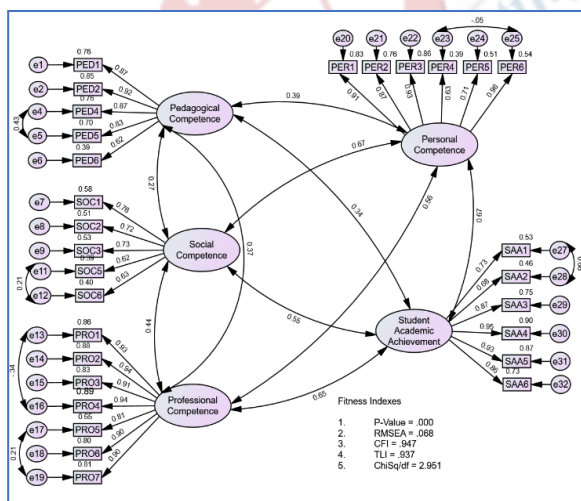 -.05
e20 e21 e22 e23 e24 e25
0.83 0.76 0.86 0.39 0.51 0.54
PER1 PER2 PER3 PER4 PER5 PER6
0.91 0.87 0.93 0.63 0.71 0.96
Personal
Competence
0.76
e1 PED1 0.87
0.85
e2 PED2 0.92
e4 PED4 0.87
0.70
e5 PED5 0.83
0.39
e6 PED6 0.62
0.43
Pedagogical
Competence
0.39
0.67
0.34
0.56
0.67
0.27
0.37
0.58
e7 SOC1 0.76
0.51
e8 SOC2 0.72
0.53
e9 SOC3 0.73
e11 SOC5 0.62
0.40
e12 SOC6 0.63
0.21
Social
Competence
0.44
0.55
0.53
SAA1 e27
0.46
SAA2 e28
0.75
SAA3 e29
0.90
SAA4 e30
0.87
SAA5 e31
0.73
SAA6 e32
0.73
0.68
0.87
0.95
0.93
0.86
Student
Academic
Achievement
0.86
e13 PRO1 0.93
0.88
e14 PRO2 0.94
0.83
e15 PRO3 0.91
0.89
e16 PRO4 0.94
0.65
e17 PRO5 0.81
0.80
e18 PRO6 0.90
0.81
e19 PRO7 0.90
-.34
0.21
Professional
Competence
0.65
Fitness Indexes
1. P-Value = .000
2. RMSEA = .068
3. CFI = .947
4. TLI = .937
5. ChiSq/df = 2.951